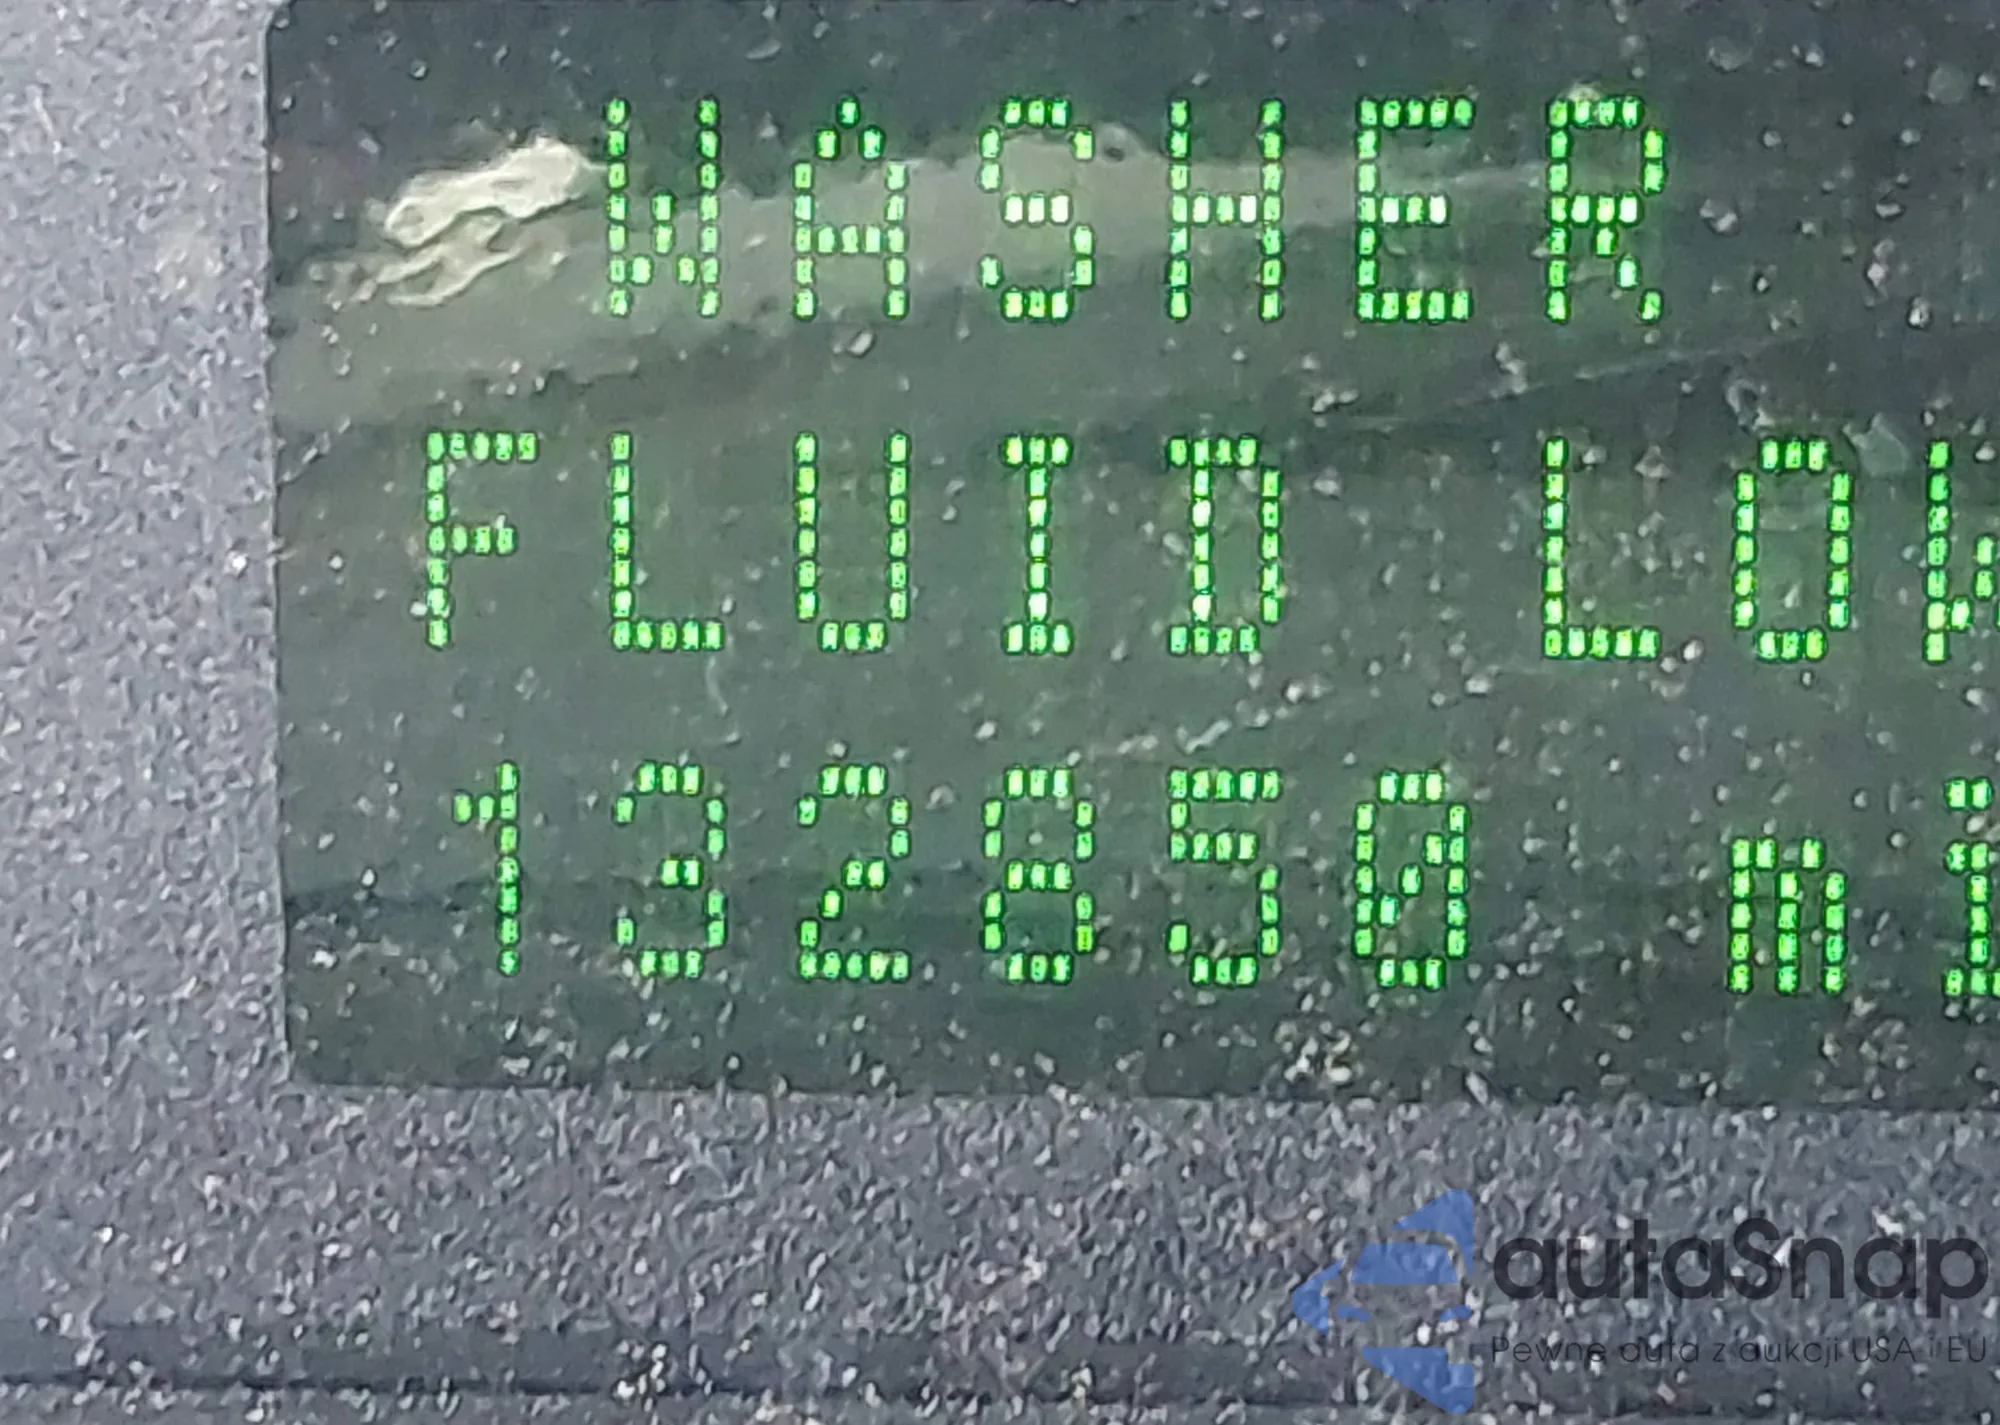 WASHER
FLUID LOW
132850 mi
autaSnap
Pewne auta z aukcji USA i EU